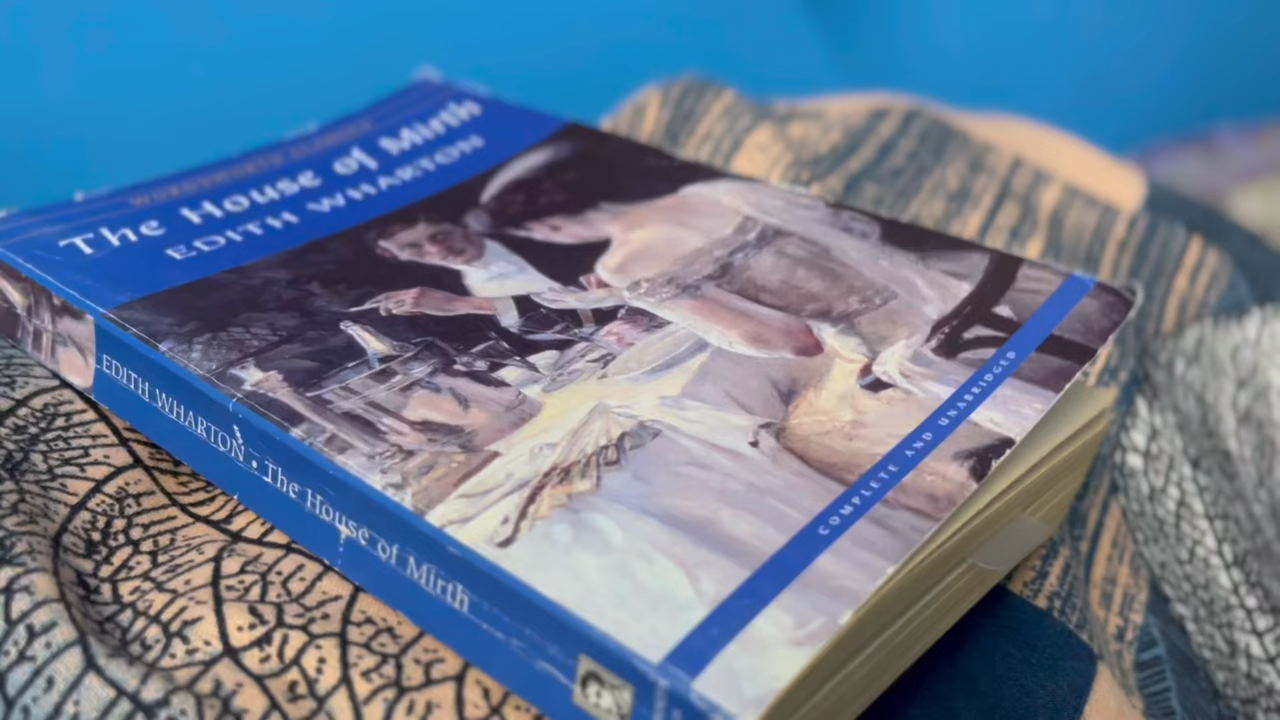 WORDSWORTH CLASSICS
The House of Mirth
EDITH WHARTON
COMPLETE AND UNABRIDGED
EDITH WHARTON • The House of Mirth